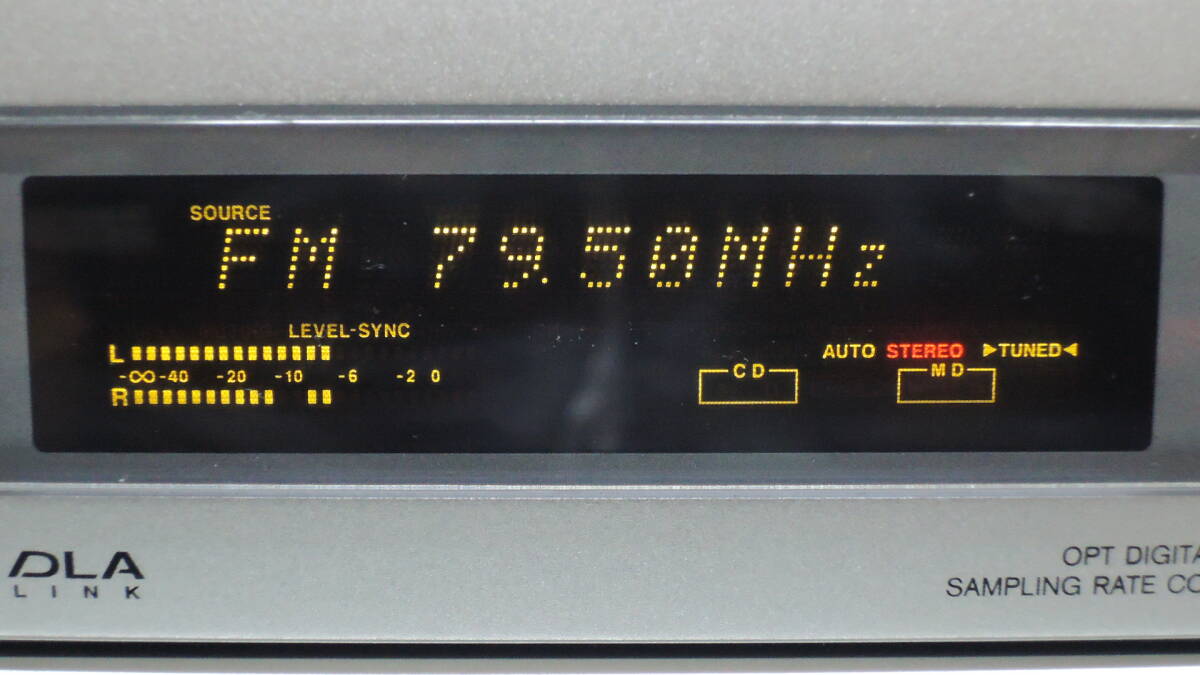 SOURCE
FM 79.50MHz
LEVEL-SYNC
L
AUTO STEREO ►TUNED◄
-∞ -40 -20 -10 -6 -2 0
CD MD
R
DLA LINK
OPT DIGITA
SAMPLING RATE CO